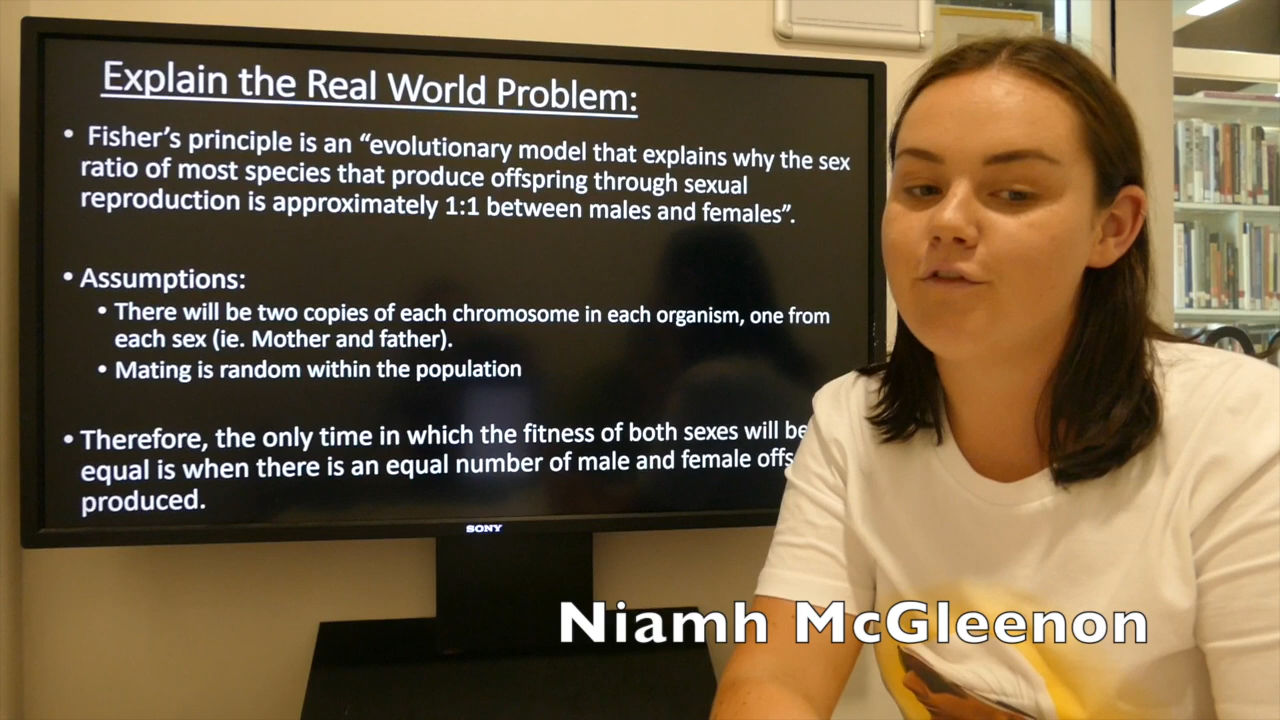 Explain the Real World Problem:
• Fisher's principle is an “evolutionary model that explains why the sex
ratio of most species that produce offspring through sexual
reproduction is approximately 1:1 between males and females”.
• Assumptions:
• There will be two copies of each chromosome in each organism, one from
each sex (ie. Mother and father).
• Mating is random within the population
• Therefore, the only time in which the fitness of both sexes will be
equal is when there is an equal number of male and female offs
produced.
SONY
Niamh McGleenon